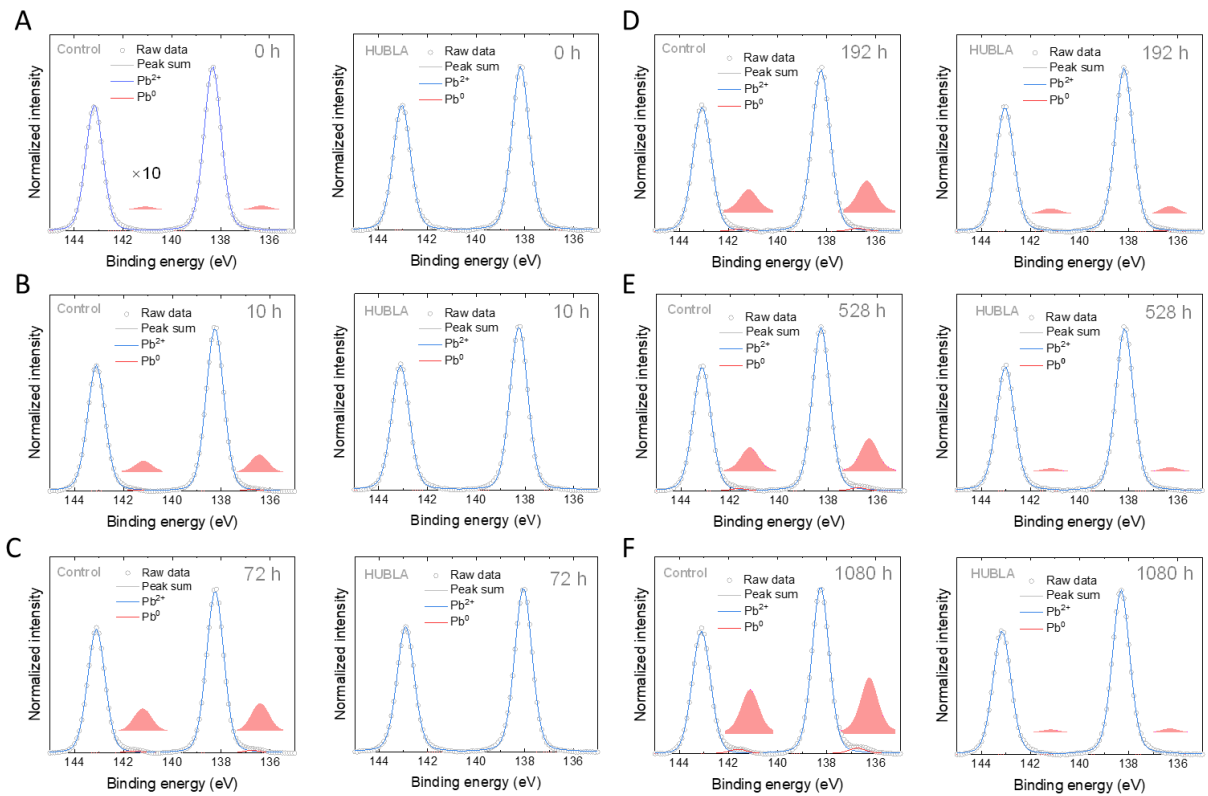 A
Control
0 h
Raw data
Peak sum
Pb2+
Pb0
×10
Normalized intensity
144 142 140 138 136
Binding energy (eV)
HUBLA
0 h
Raw data
Peak sum
Pb2+
Pb0
Normalized intensity
144 142 140 138 136
Binding energy (eV)
D
Control
192 h
Raw data
Peak sum
Pb2+
Pb0
Normalized intensity
144 142 140 138 136
Binding energy (eV)
HUBLA
192 h
Raw data
Peak sum
Pb2+
Pb0
Normalized intensity
144 142 140 138 136
Binding energy (eV)
B
Control
10 h
Raw data
Peak sum
Pb2+
Pb0
Normalized intensity
144 142 140 138 136
Binding energy (eV)
HUBLA
10 h
Raw data
Peak sum
Pb2+
Pb0
Normalized intensity
144 142 140 138 136
Binding energy (eV)
E
Control
528 h
Raw data
Peak sum
Pb2+
Pb0
Normalized intensity
144 142 140 138 136
Binding energy (eV)
HUBLA
528 h
Raw data
Peak sum
Pb2+
Pb0
Normalized intensity
144 142 140 138 136
Binding energy (eV)
C
Control
72 h
Raw data
Peak sum
Pb2+
Pb0
Normalized intensity
144 142 140 138 136
Binding energy (eV)
HUBLA
72 h
Raw data
Peak sum
Pb2+
Pb0
Normalized intensity
144 142 140 138 136
Binding energy (eV)
F
Control
1080 h
Raw data
Peak sum
Pb2+
Pb0
Normalized intensity
144 142 140 138 136
Binding energy (eV)
HUBLA
1080 h
Raw data
Peak sum
Pb2+
Pb0
Normalized intensity
144 142 140 138 136
Binding energy (eV)